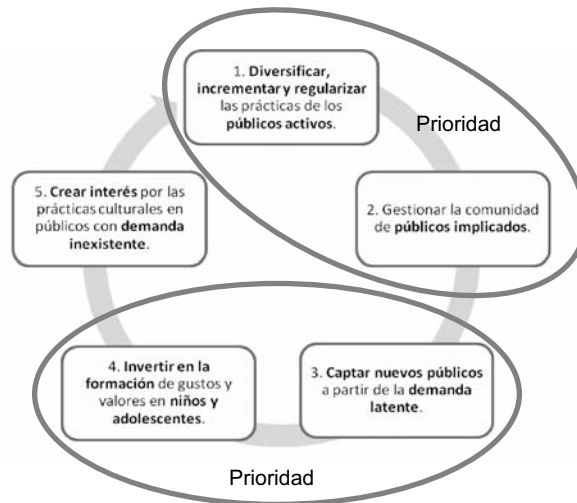 1. Diversificar,
incrementar y regularizar
las prácticas de los
públicos activos.
Prioridad
2. Gestionar la comunidad
de públicos implicados.
3. Captar nuevos públicos
a partir de la demanda
latente.
4. Invertir en la
formación de gustos y
valores en niños y
adolescentes.
Prioridad
5. Crear interés por las
prácticas culturales en
públicos con demanda
inexistente.